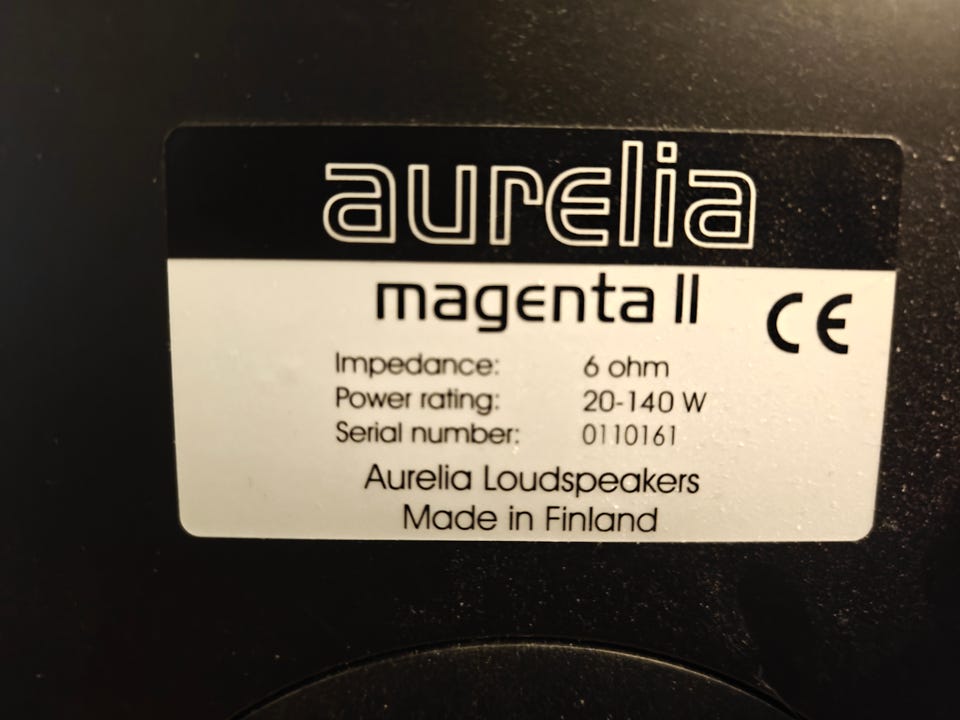 aurelia
magenta II
CE
Impedance: 6 ohm
Power rating: 20-140 W
Serial number: 0110161
Aurelia Loudspeakers
Made in Finland